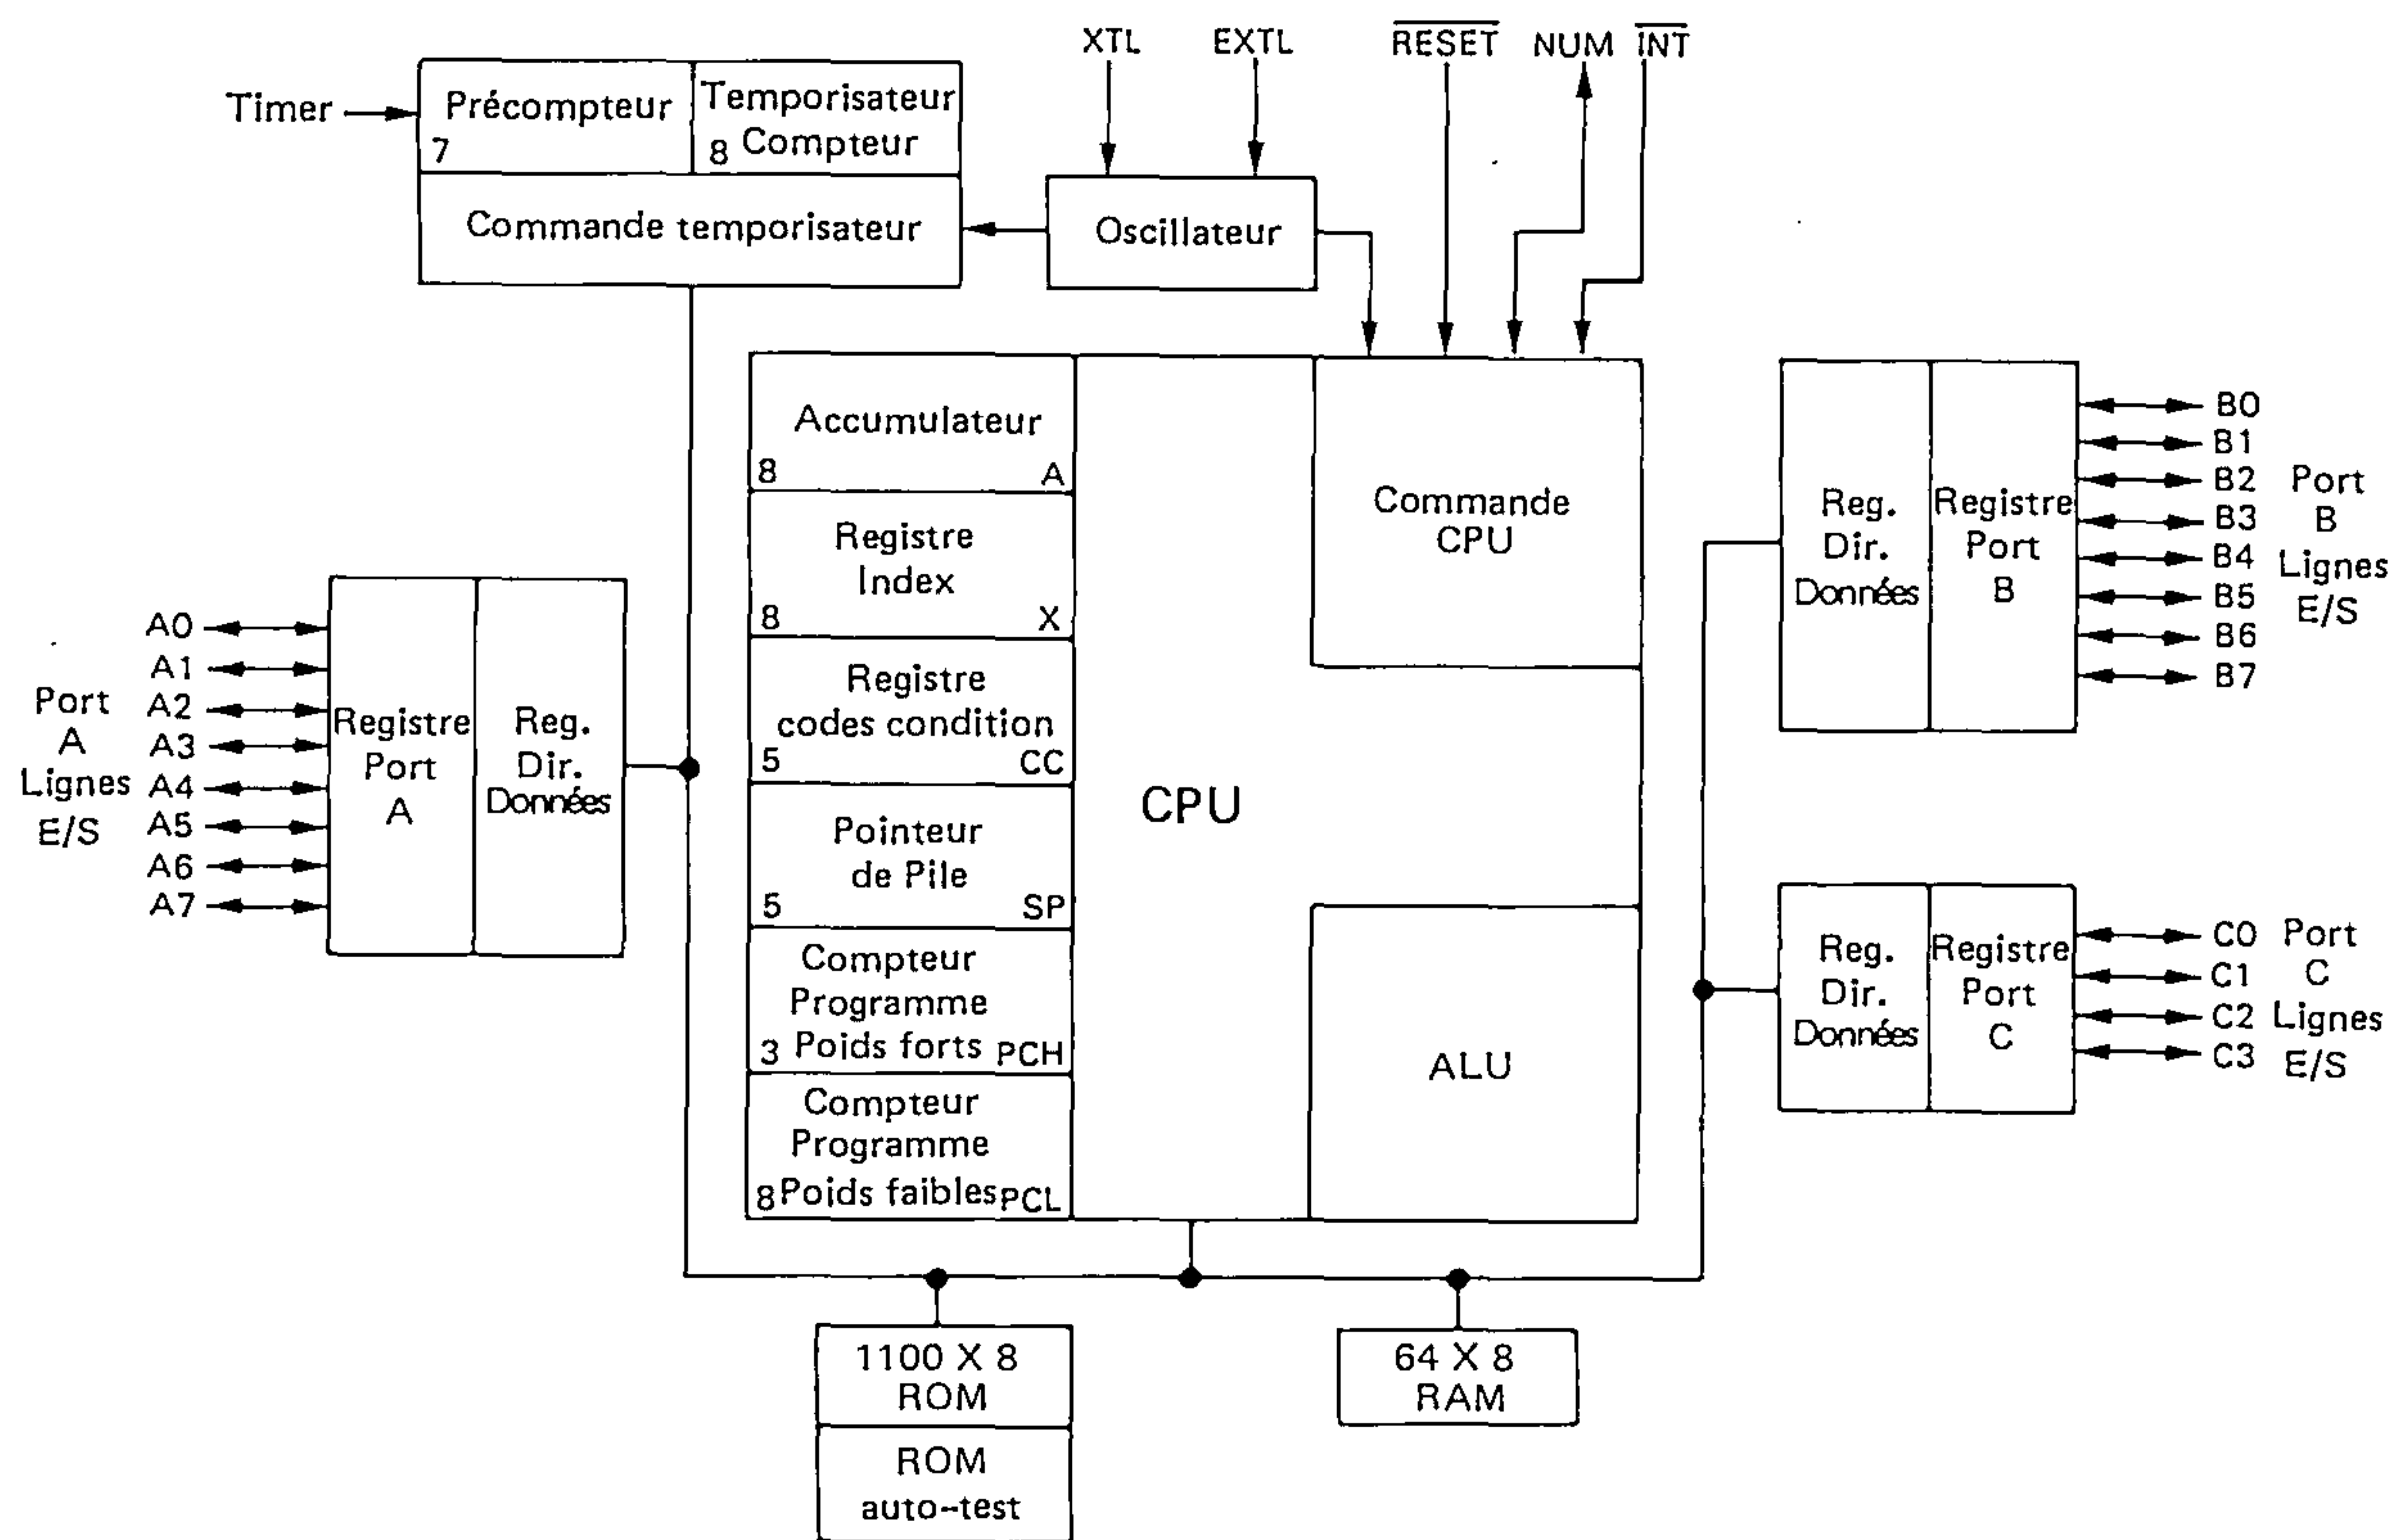 XTL EXTL RESET NUM INT
Timer
Précompteur
7
Temporisateur
8 Compteur
Commande temporisateur
Oscillateur
Accumulateur
8 A
Registre
Index
8 X
Registre
codes condition
5 CC
Pointeur
de Pile
5 SP
Compteur
Programme
3 Poids forts PCH
Compteur
Programme
8 Poids faibles PCL
CPU
Commande
CPU
ALU
Port
A
Lignes
E/S
A0
A1
A2
A3
A4
A5
A6
A7
Registre
Port
A
Reg.
Dir.
Données
Reg.
Dir.
Données
Registre
Port
B
B0
B1
B2
B3
B4
B5
B6
B7
Port
B
Lignes
E/S
Reg.
Dir.
Données
Registre
Port
C
C0
C1
C2
C3
Port
C
Lignes
E/S
1100 X 8
ROM
ROM
auto-test
64 X 8
RAM